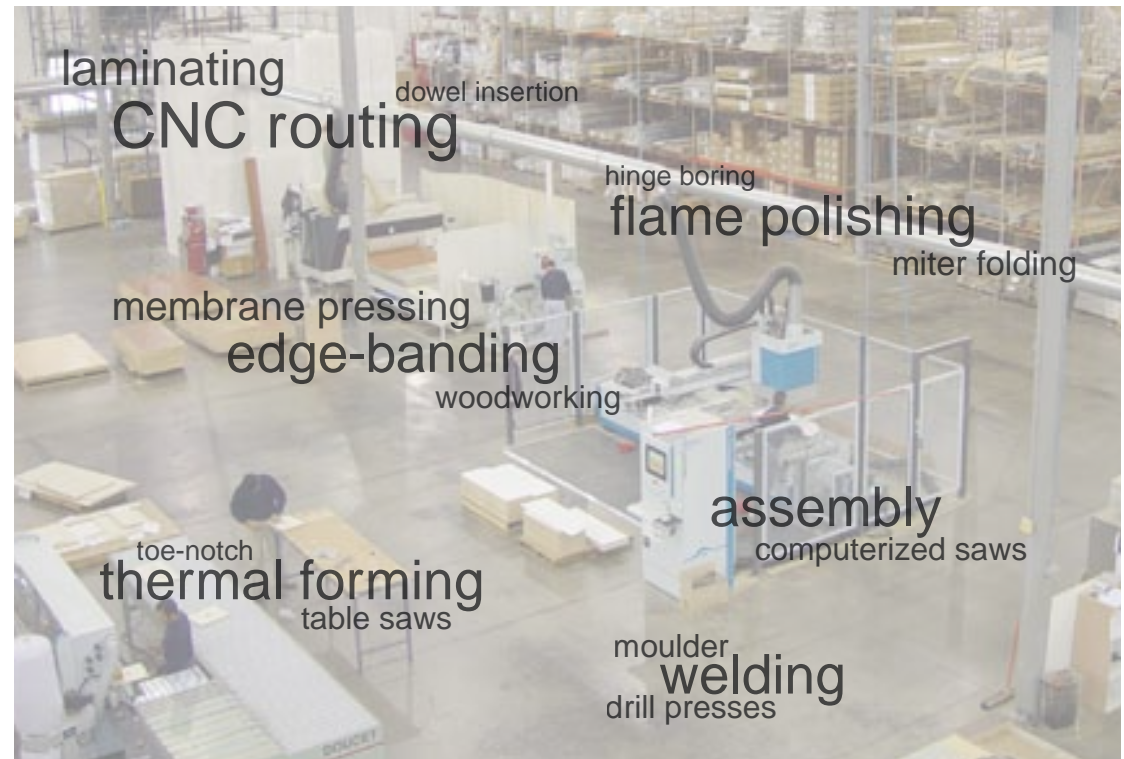 laminating
dowel insertion
CNC routing
hinge boring
flame polishing
miter folding
membrane pressing
edge-banding
woodworking
assembly
computerized saws
toe-notch
thermal forming
table saws
moulder
welding
drill presses
DOUCET